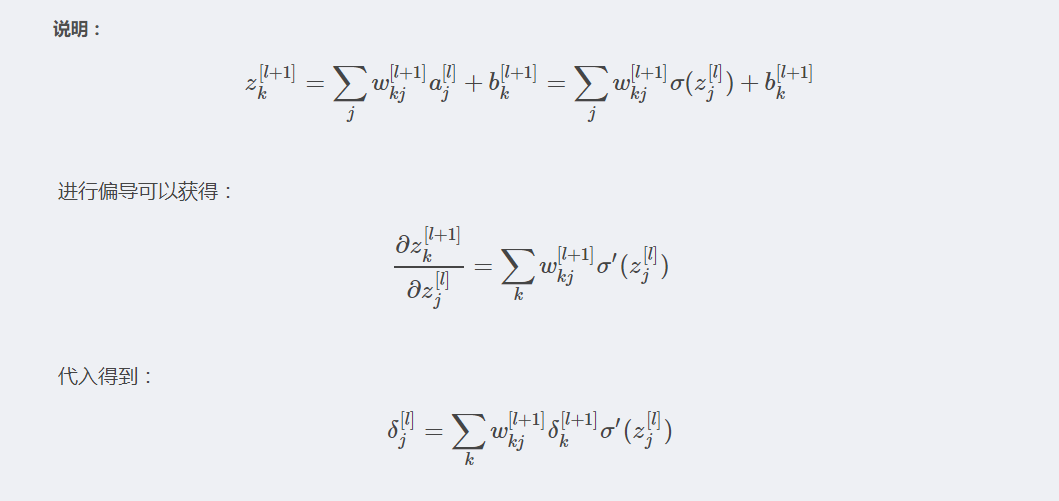 说明：
$z_k^{[l+1]} = \sum_j w_{kj}^{[l+1]} a_j^{[l]} + b_k^{[l+1]} = \sum_j w_{kj}^{[l+1]} \sigma(z_j^{[l]}) + b_k^{[l+1]}$
进行偏导可以获得：
$\frac{\partial z_k^{[l+1]}}{\partial z_j^{[l]}} = \sum_k w_{kj}^{[l+1]} \sigma'(z_j^{[l]})$
代入得到：
$\delta_j^{[l]} = \sum_k w_{kj}^{[l+1]} \delta_k^{[l+1]} \sigma'(z_j^{[l]})$